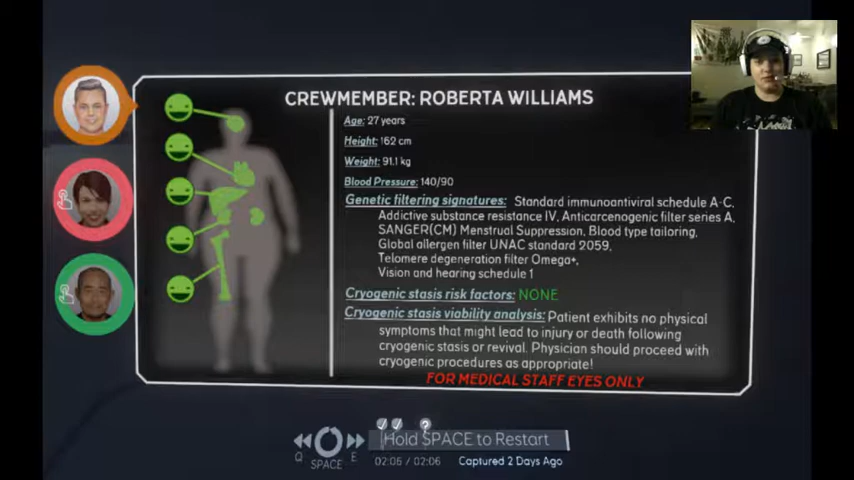 CREWMEMBER: ROBERTA WILLIAMS
Age: 27 years
Height: 162 cm
Weight: 91.1 kg
Blood Pressure: 140/90
Genetic filtering signatures: Standard immunoantiviral schedule A-C,
Addictive substance resistance IV, Anticarcenogenic filter series A,
SANGER(CM) Menstrual Suppression, Blood type tailoring,
Global allergen filter UNAC standard 2059,
Telomere degeneration filter Omega+,
Vision and hearing schedule 1
Cryogenic stasis risk factors: NONE
Cryogenic stasis viability analysis: Patient exhibits no physical
symptoms that might lead to injury or death following
cryogenic stasis or revival. Physician should proceed with
cryogenic procedures as appropriate!
FOR MEDICAL STAFF EYES ONLY
?
Hold SPACE to Restart
Q SPACE E
02:06 / 02:06 Captured 2 Days Ago